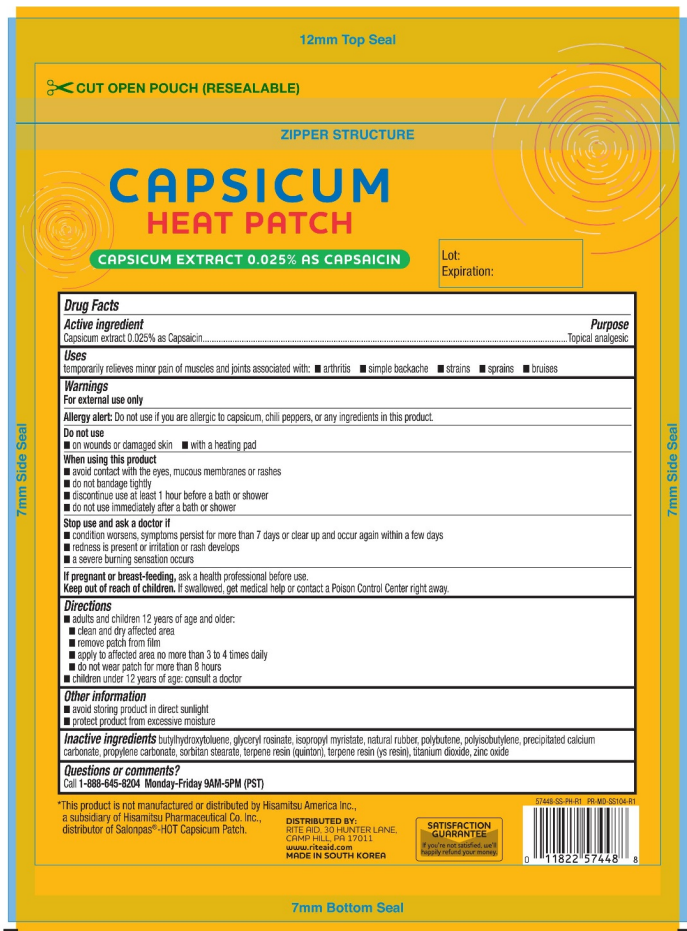 12mm Top Seal
CUT OPEN POUCH (RESEALABLE)
ZIPPER STRUCTURE
CAPSICUM
HEAT PATCH
CAPSICUM EXTRACT 0.025% AS CAPSAICIN
Lot:
Expiration:
Drug Facts
Active ingredient Purpose
Capsicum extract 0.025% as Capsaicin....Topical analgesic
Uses
temporarily relieves minor pain of muscles and joints associated with: ■ arthritis ■ simple backache ■ strains ■ sprains ■ bruises
Warnings
For external use only
Allergy alert: Do not use if you are allergic to capsicum, chili peppers, or any ingredients in this product.
Do not use
■ on wounds or damaged skin ■ with a heating pad
When using this product
■ avoid contact with the eyes, mucous membranes or rashes
■ do not bandage tightly
■ discontinue use at least 1 hour before a bath or shower
■ do not use immediately after a bath or shower
Stop use and ask a doctor if
■ condition worsens, symptoms persist for more than 7 days or clear up and occur again within a few days
■ redness is present or irritation or rash develops
■ a severe burning sensation occurs
If pregnant or breast-feeding, ask a health professional before use.
Keep out of reach of children. If swallowed, get medical help or contact a Poison Control Center right away.
Directions
■ adults and children 12 years of age and older:
■ clean and dry affected area
■ remove patch from film
■ apply to affected area no more than 3 to 4 times daily
■ do not wear patch for more than 8 hours
■ children under 12 years of age: consult a doctor
Other information
■ avoid storing product in direct sunlight
■ protect product from excessive moisture
Inactive ingredients butylhydroxytoluene, glyceryl rosinate, isopropyl myristate, natural rubber, polybutene, polyisobutylene, precipitated calcium
carbonate, propylene carbonate, sorbitan stearate, terpene resin (quinton), terpene resin (ys resin), titanium dioxide, zinc oxide
Questions or comments?
Call 1-888-645-8204 Monday-Friday 9AM-5PM (PST)
*This product is not manufactured or distributed by Hisamitsu America Inc.,
a subsidiary of Hisamitsu Pharmaceutical Co. Inc.,
distributor of Salonpas®-HOT Capsicum Patch.
DISTRIBUTED BY:
RITE AID, 30 HUNTER LANE,
CAMP HILL, PA 17011
www.riteaid.com
MADE IN SOUTH KOREA
SATISFACTION
GUARANTEE
If you're not satisfied, we'll
happily refund your money.
57448-SS-PH-R1 PR-MD-SS104-R1
0 11822 57448 8
7mm Side Seal
7mm Side Seal
7mm Bottom Seal